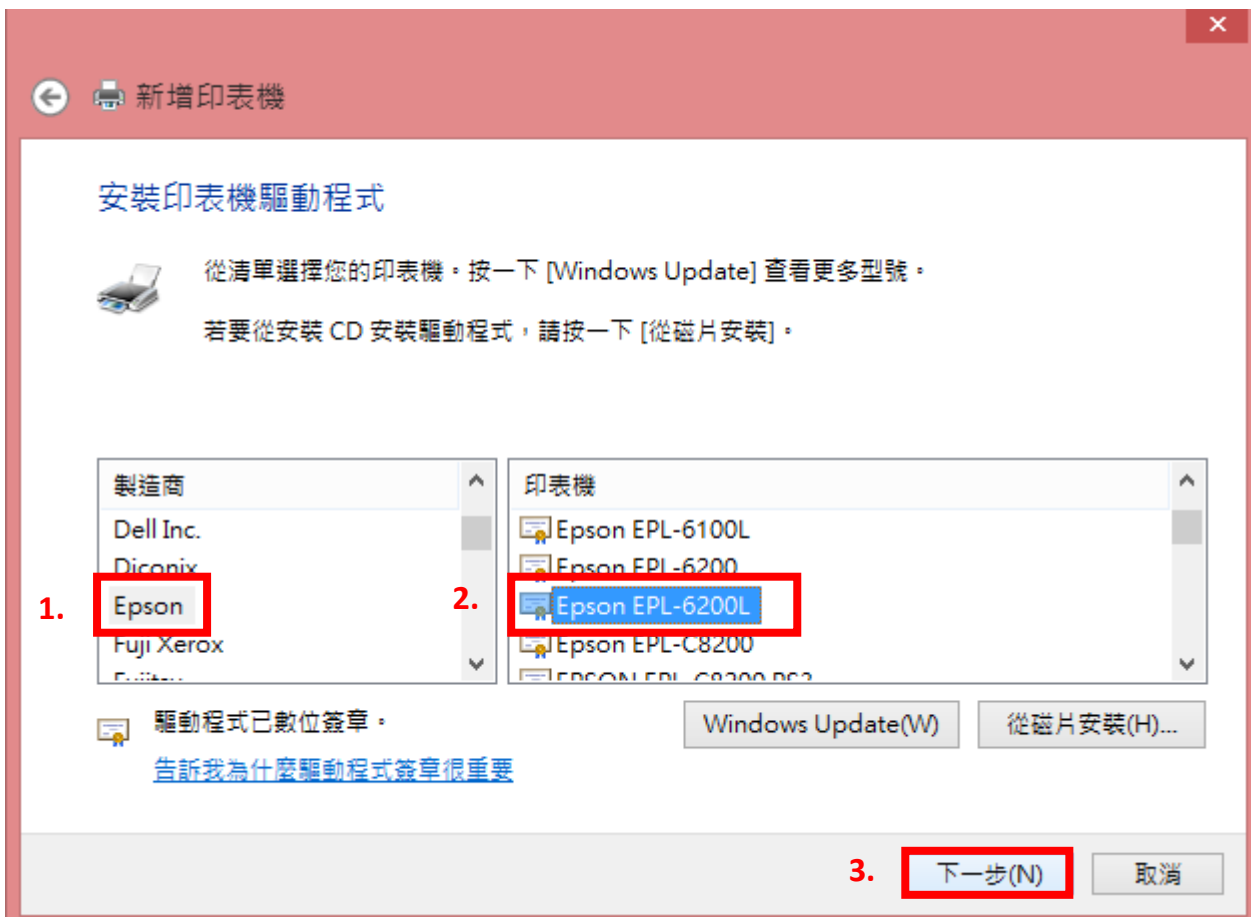 新增印表機
安裝印表機驅動程式
從清單選擇您的印表機。按一下 [Windows Update] 查看更多型號。
若要從安裝 CD 安裝驅動程式，請按一下 [從磁片安裝]。
製造商
Dell Inc.
Diconix
1. Epson
Fuji Xerox
Fujitsu
印表機
Epson EPL-6100L
Epson EPL-6200
2. Epson EPL-6200L
Epson EPL-C8200
EPSON EPL-C8200 PS3
驅動程式已數位簽章。
告訴我為什麼驅動程式簽章很重要
Windows Update(W)
從磁片安裝(H)...
3. 下一步(N)
取消